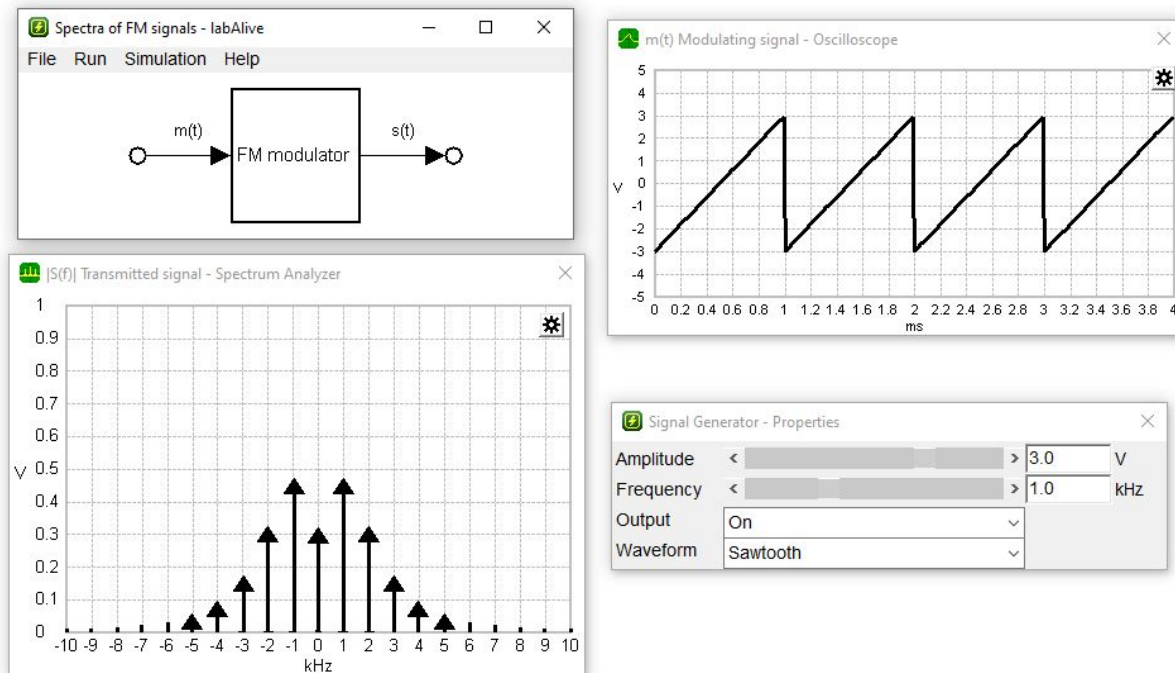 Spectra of FM signals - labAlive
File Run Simulation Help
m(t)
s(t)
FM modulator
|S(f)| Transmitted signal - Spectrum Analyzer
1
0.9
0.8
0.7
0.6
V
0.5
0.4
0.3
0.2
0.1
0
-10 -9 -8 -7 -6 -5 -4 -3 -2 -1 0 1 2 3 4 5 6 7 8 9 10
kHz
m(t) Modulating signal - Oscilloscope
5
4
3
2
1
0
V
-1
-2
-3
-4
-5
0 0.2 0.4 0.6 0.8 1 1.2 1.4 1.6 1.8 2 2.2 2.4 2.6 2.8 3 3.2 3.4 3.6 3.8 4
ms
Signal Generator - Properties
Amplitude < > 3.0 V
Frequency < > 1.0 kHz
Output On
Waveform Sawtooth